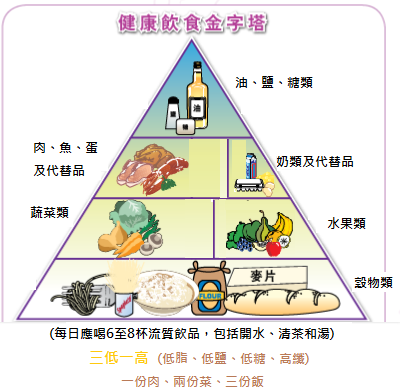 健康飲食金字塔
油、鹽、糖類
油
鹽
糖
肉、魚、蛋
及代替品
奶類及代替品
蔬菜類
水果類
麥片
穀物類
FLOUR
(每日應喝6至8杯流質飲品，包括開水、清茶和湯)
三低一高 (低脂、低鹽、低糖、高纖)
一份肉、兩份菜、三份飯